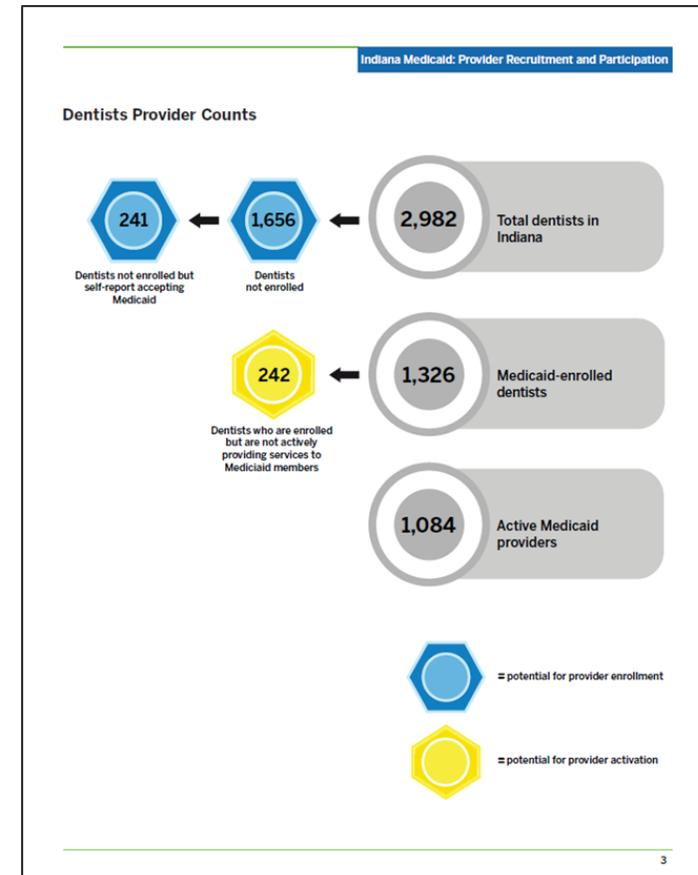 Indiana Medicaid: Provider Recruitment and Participation
Dentists Provider Counts
241
Dentists not enrolled but
self-report accepting
Medicaid
1,656
Dentists
not enrolled
2,982
Total dentists in
Indiana
242
Dentists who are enrolled
but are not actively
providing services to
Mediciaid members
1,326
Medicaid-enrolled
dentists
1,084
Active Medicaid
providers
= potential for provider enrollment
= potential for provider activation
3